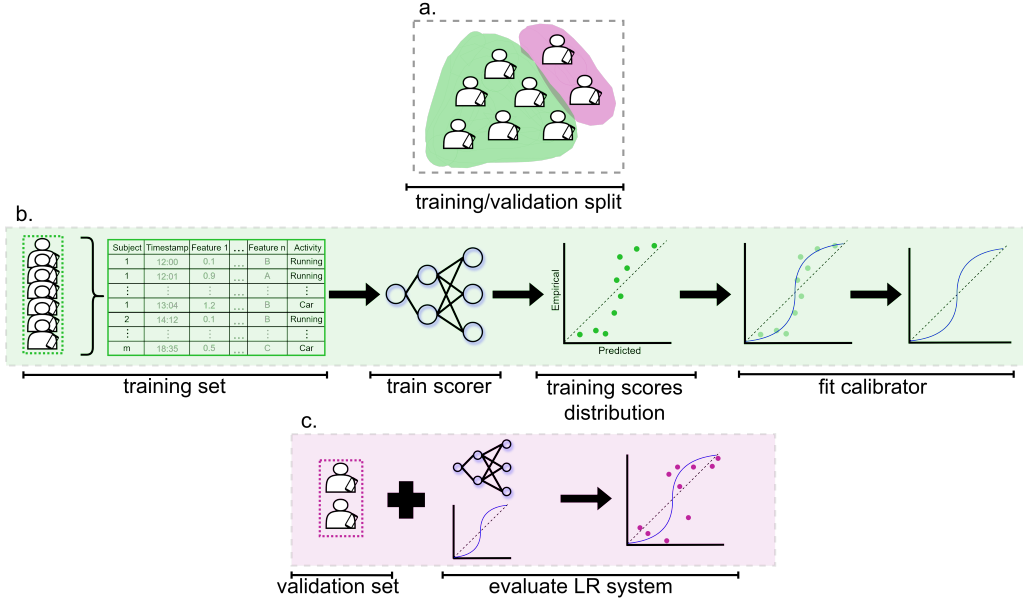 a.
training/validation split
b.
Subject Timestamp Feature 1 ... Feature n Activity
1 12:00 0.1 ... B Running
1 12:01 0.9 ... A Running
⋮ ⋮ ⋮ ... ⋮ ⋮
1 13:04 1.2 ... B Car
2 14:12 0.1 ... B Running
⋮ ⋮ ⋮ ... ⋮ ⋮
m 18:35 0.5 ... C Car
Empirical
Predicted
training set
train scorer
training scores
distribution
fit calibrator
c.
validation set
evaluate LR system